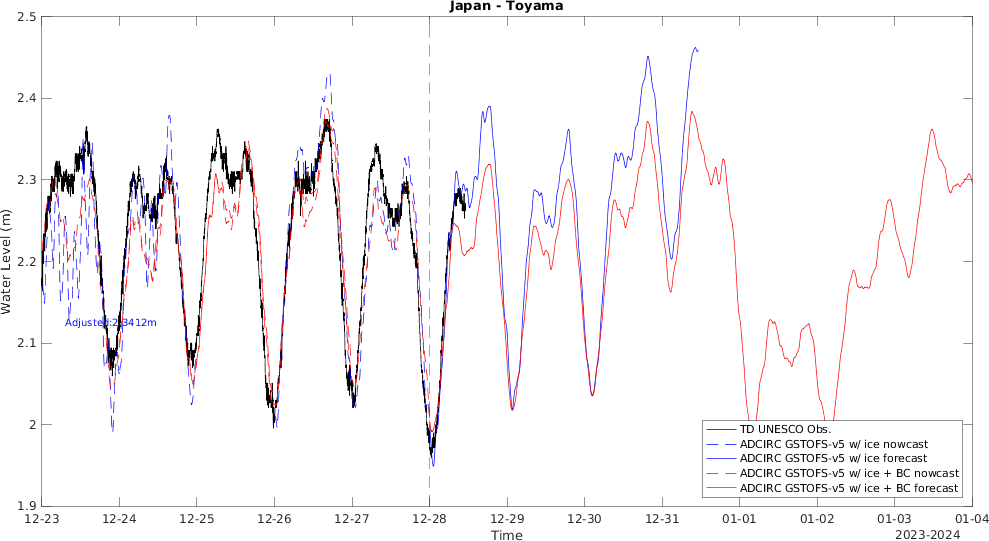 Japan - Toyama
2.5
2.4
2.3
2.2
2.1
2
1.9
Water Level (m)
Adjusted:2.3412m
TD UNESCO Obs.
ADCIRC GSTOFS-v5 w/ ice nowcast
ADCIRC GSTOFS-v5 w/ ice forecast
ADCIRC GSTOFS-v5 w/ ice + BC nowcast
ADCIRC GSTOFS-v5 w/ ice + BC forecast
12-23 12-24 12-25 12-26 12-27 12-28 12-29 12-30 12-31 01-01 01-02 01-03 01-04
Time
2023-2024